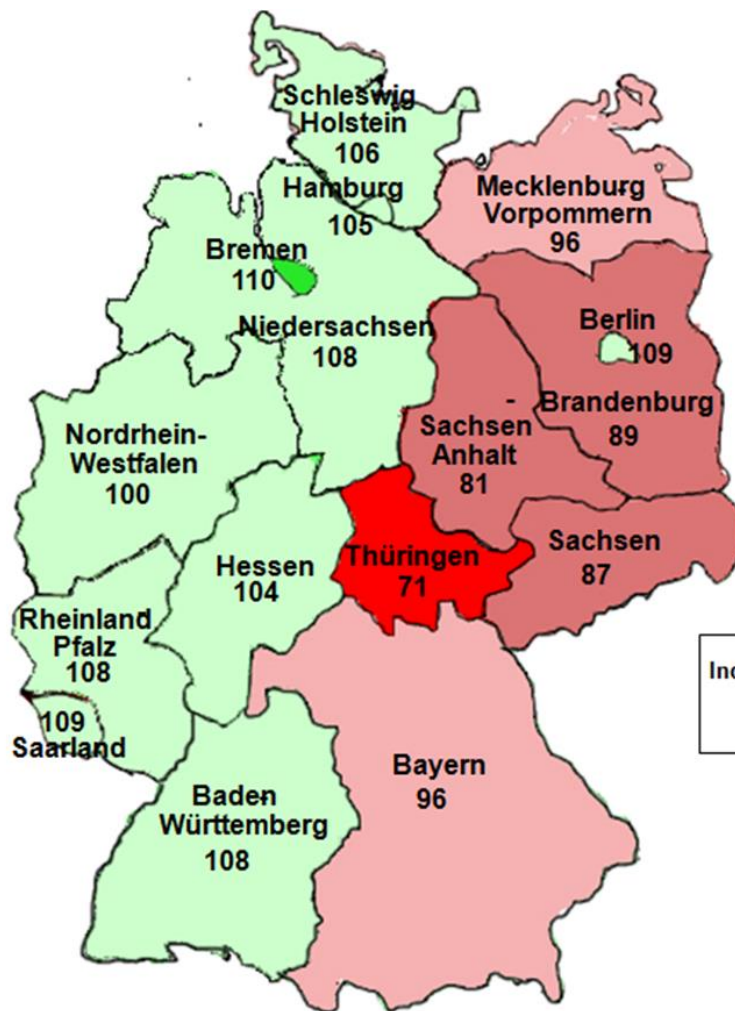 Schleswig
Holstein
106
Hamburg
105
Mecklenburg
Vorpommern
96
Bremen
110
Niedersachsen
108
Berlin
109
Brandenburg
89
Nordrhein-
Westfalen
100
-
Sachsen
Anhalt
81
Hessen
104
Thüringen
71
Sachsen
87
Rheinland
Pfalz
108
109
Saarland
Bayern
96
Baden
Württemberg
108